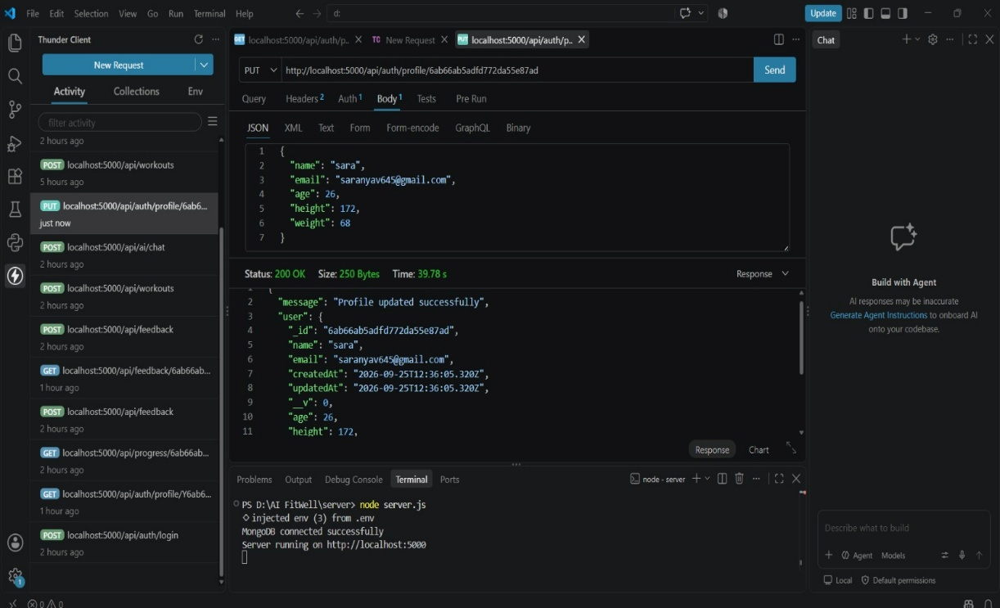 File Edit Selection View Go Run Terminal Help
d:
Update
Thunder Client
New Request
Activity Collections Env
filter activity
2 hours ago
POST localhost:5000/api/workouts
5 hours ago
PUT localhost:5000/api/auth/profile/6ab6...
just now
POST localhost:5000/api/ai/chat
2 hours ago
POST localhost:5000/api/workouts
2 hours ago
POST localhost:5000/api/feedback
2 hours ago
GET localhost:5000/api/feedback/6ab66ab...
1 hour ago
POST localhost:5000/api/feedback
2 hours ago
GET localhost:5000/api/progress/6ab66ab...
2 hours ago
GET localhost:5000/api/auth/profile/Y6ab6...
1 hour ago
POST localhost:5000/api/auth/login
2 hours ago
1
0 0
GET localhost:5000/api/auth/p.. TC New Request PUT localhost:5000/api/auth/p..
PUT http://localhost:5000/api/auth/profile/6ab66ab5adfd772da55e87ad Send
Query Headers 2 Auth 1 Body 1 Tests Pre Run
JSON XML Text Form Form-encode GraphQL Binary
1 {
2 "name": "sara",
3 "email": "saranyav645@gmail.com",
4 "age": 26,
5 "height": 172,
6 "weight": 68
7 }
Status: 200 OK Size: 250 Bytes Time: 39.78 s Response
1 {
2 "message": "Profile updated successfully",
3 "user": {
4 "_id": "6ab66ab5adfd772da55e87ad",
5 "name": "sara",
6 "email": "saranyav645@gmail.com",
7 "createdAt": "2026-09-25T12:36:05.320Z",
8 "updatedAt": "2026-09-25T12:36:05.320Z",
9 "__v": 0,
10 "age": 26,
11 "height": 172,
Response Chart
Problems Output Debug Console Terminal Ports node - server
PS D:\AI FitWell\server> node server.js
injected env (3) from .env
MongoDB connected successfully
Server running on http://localhost:5000
Chat
Build with Agent
AI responses may be inaccurate
Generate Agent Instructions to onboard AI
onto your codebase.
Describe what to build
Agent Models
Local Default permissions